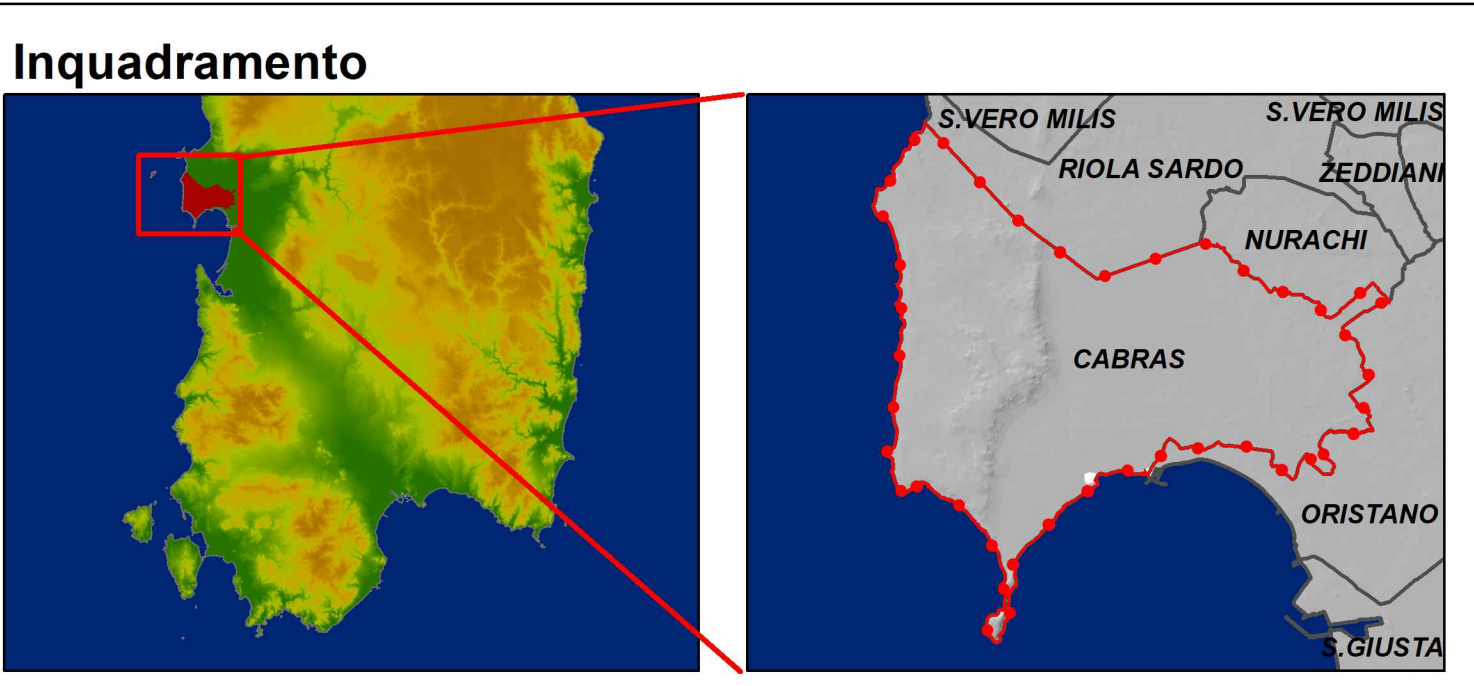 Inquadramento
S.VERO MILIS
S.VERO MILIS
RIOLA SARDO
ZEDDIANI
NURACHI
CABRAS
ORISTANO
S.GIUSTA